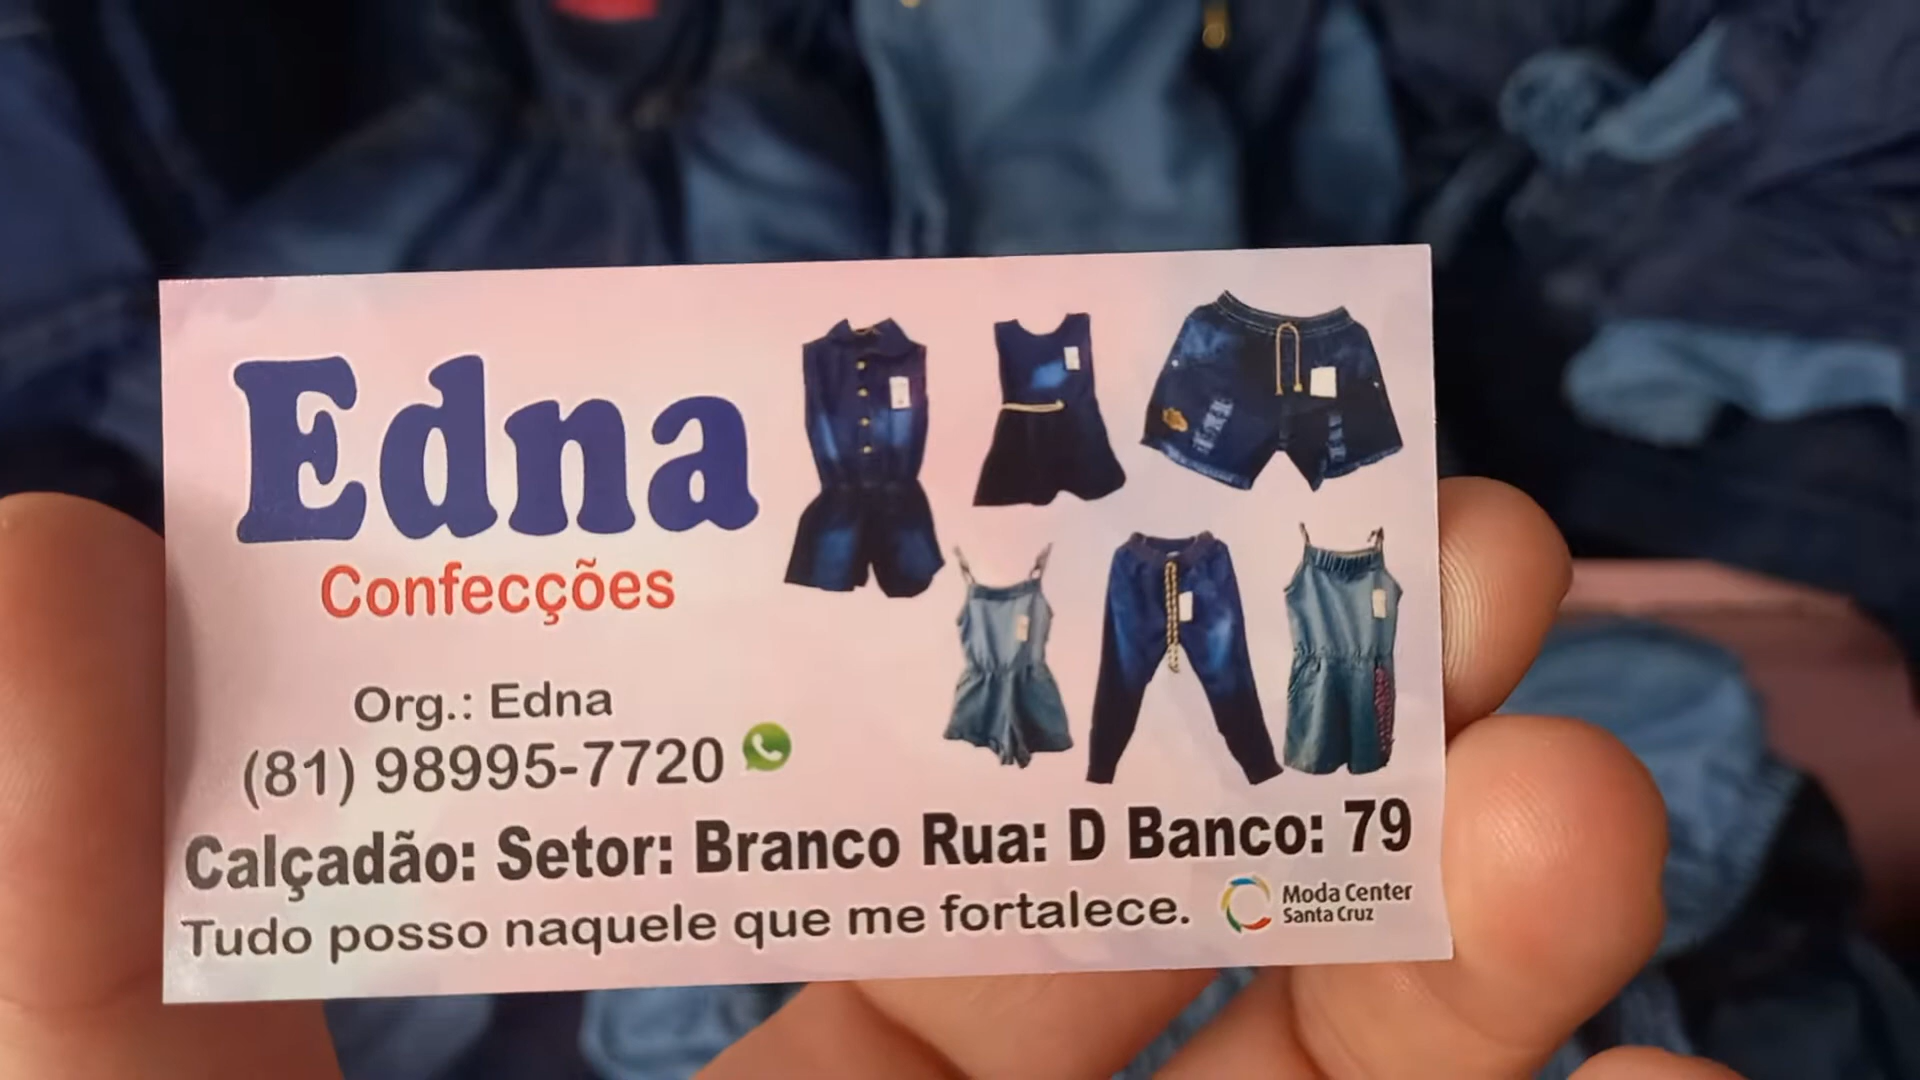 Edna
Confecções
Org.: Edna
(81) 98995-7720
Calçadão: Setor: Branco Rua: D Banco: 79
Tudo posso naquele que me fortalece.
Moda Center
Santa Cruz